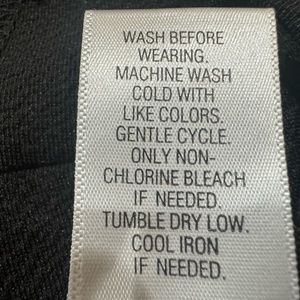 WASH BEFORE
WEARING.
MACHINE WASH
COLD WITH
LIKE COLORS.
GENTLE CYCLE.
ONLY NON-
CHLORINE BLEACH
IF NEEDED.
TUMBLE DRY LOW.
COOL IRON
IF NEEDED.